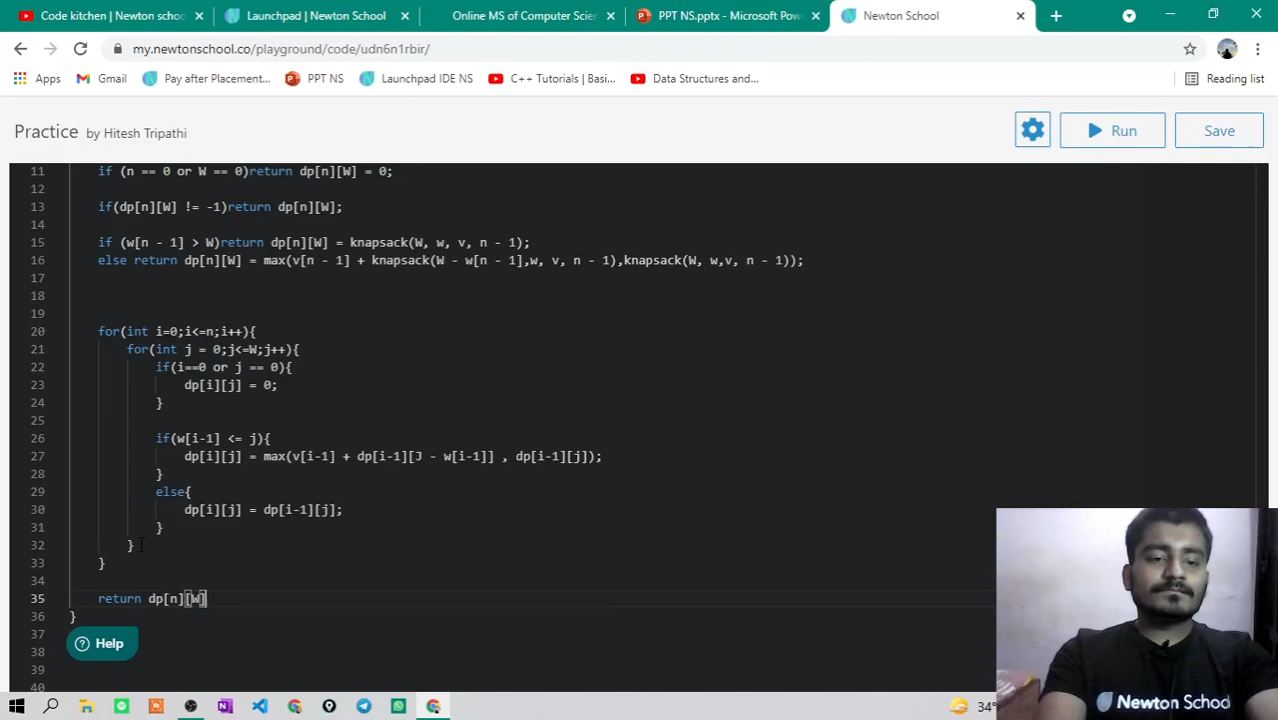 Code kitchen | Newton schoo
Launchpad | Newton School
Online MS of Computer Scien
PPT NS.pptx - Microsoft Pow
Newton School
my.newtonschool.co/playground/code/udn6n1rbir/
Apps
Gmail
Pay after Placement...
PPT NS
Launchpad IDE NS
C++ Tutorials | Basi...
Data Structures and...
Reading list
Practice by Hitesh Tripathi
Run
Save
11 if (n == 0 or W == 0)return dp[n][W] = 0;
12
13 if(dp[n][W] != -1)return dp[n][W];
14
15 if (w[n - 1] > W)return dp[n][W] = knapsack(W, w, v, n - 1);
16 else return dp[n][W] = max(v[n - 1] + knapsack(W - w[n - 1],w, v, n - 1),knapsack(W, w,v, n - 1));
17
18
19
20 for(int i=0;i<=n;i++){
21 for(int j = 0;j<=W;j++){
22 if(i==0 or j == 0){
23 dp[i][j] = 0;
24 }
25
26 if(w[i-1] <= j){
27 dp[i][j] = max(v[i-1] + dp[i-1][J - w[i-1]] , dp[i-1][j]);
28 }
29 else{
30 dp[i][j] = dp[i-1][j];
31 }
32 }
33 }
34
35 return dp[n][W]
36 }
37
38
39
40
Help
34°
Newton School